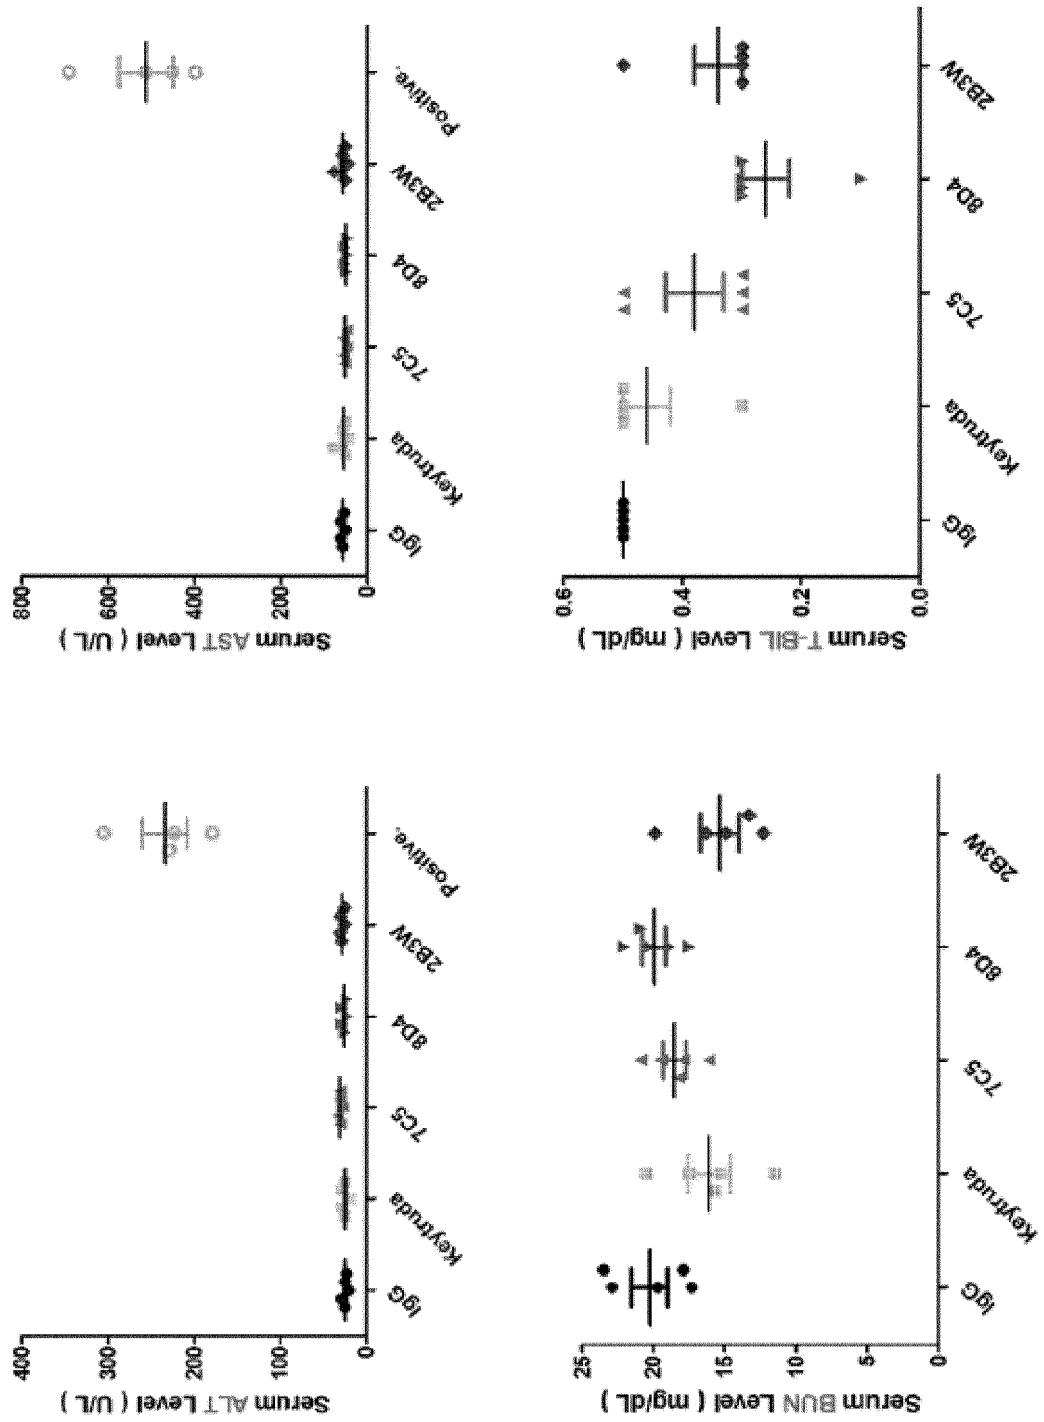 Serum ALT Level ( U/L )
400
300
200
100
0
IgG
Keytruda
7C5
8D4
2B3W
Positive.
Serum AST Level ( U/L )
800
600
400
200
0
IgG
Keytruda
7C5
8D4
2B3W
Positive.
Serum BUN Level ( mg/dL )
25
20
15
10
5
0
IgG
Keytruda
7C5
8D4
2B3W
Serum T-BIL Level ( mg/dL )
0.6
0.4
0.2
0.0
IgG
Keytruda
7C5
8D4
2B3W